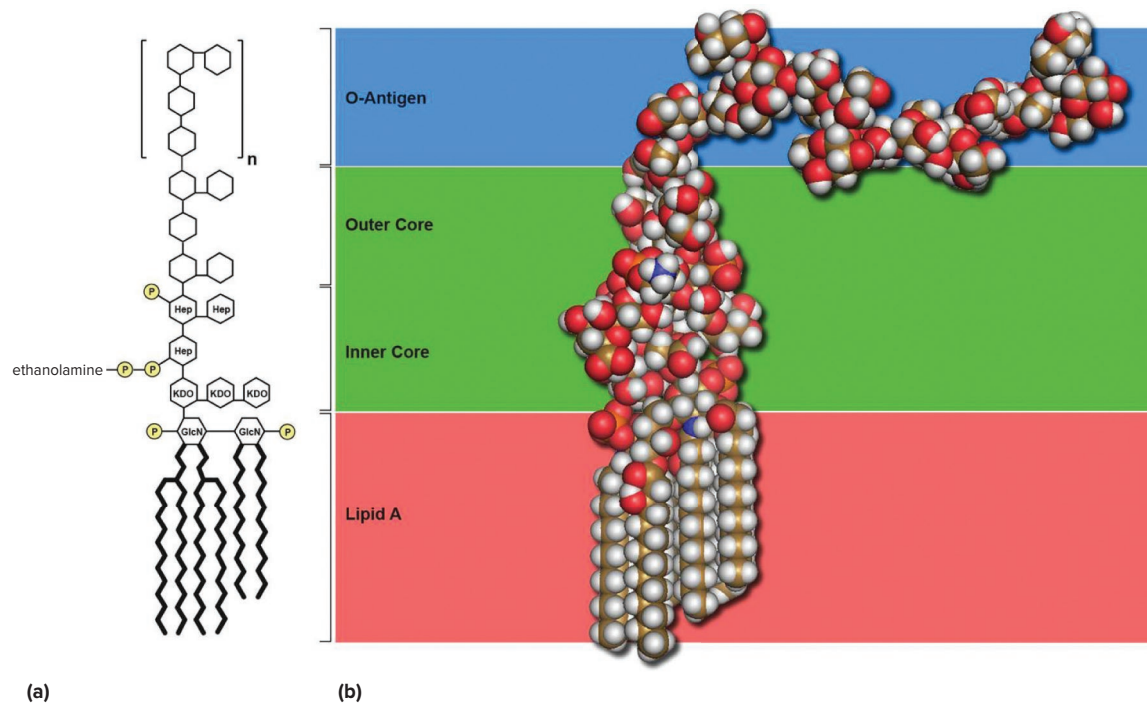 n
P
Hep
Hep
Hep
ethanolamine
P
P
KDO
KDO
KDO
P
GlcN
GlcN
P
O-Antigen
Outer Core
Inner Core
Lipid A
(a)
(b)